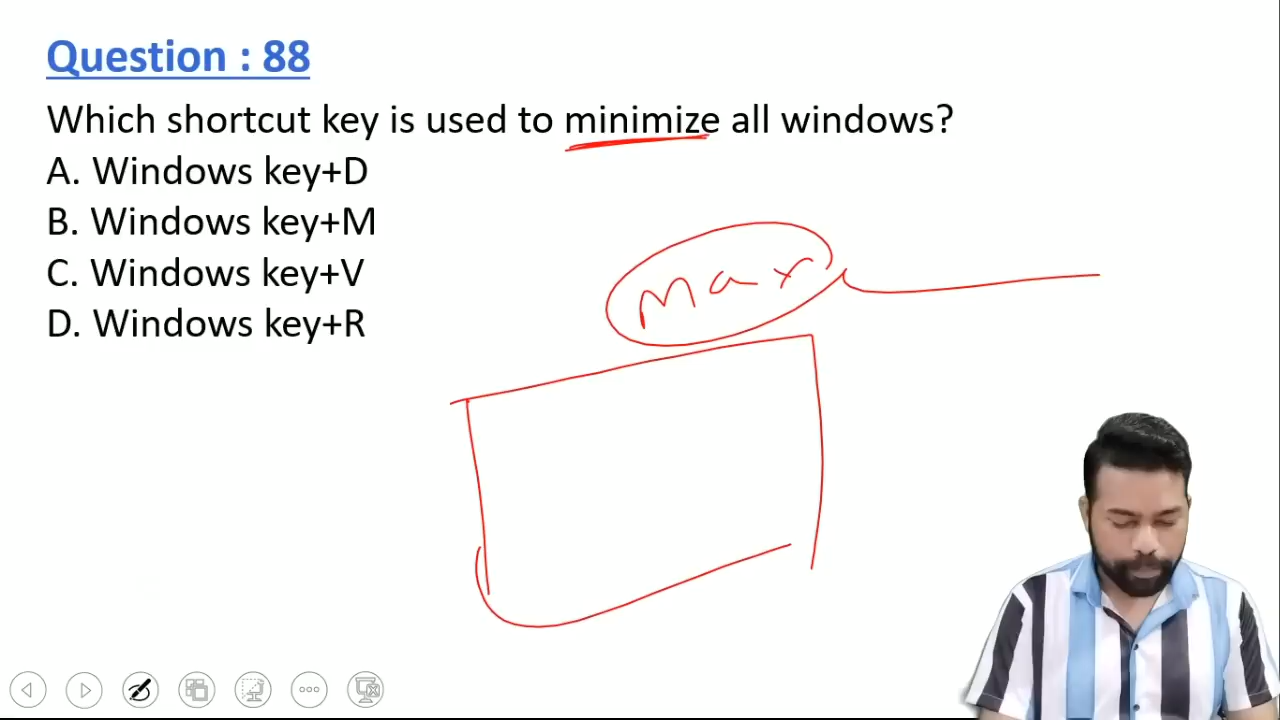 Question : 88
Which shortcut key is used to minimize all windows?
A. Windows key+D
B. Windows key+M
C. Windows key+V
D. Windows key+R
Max